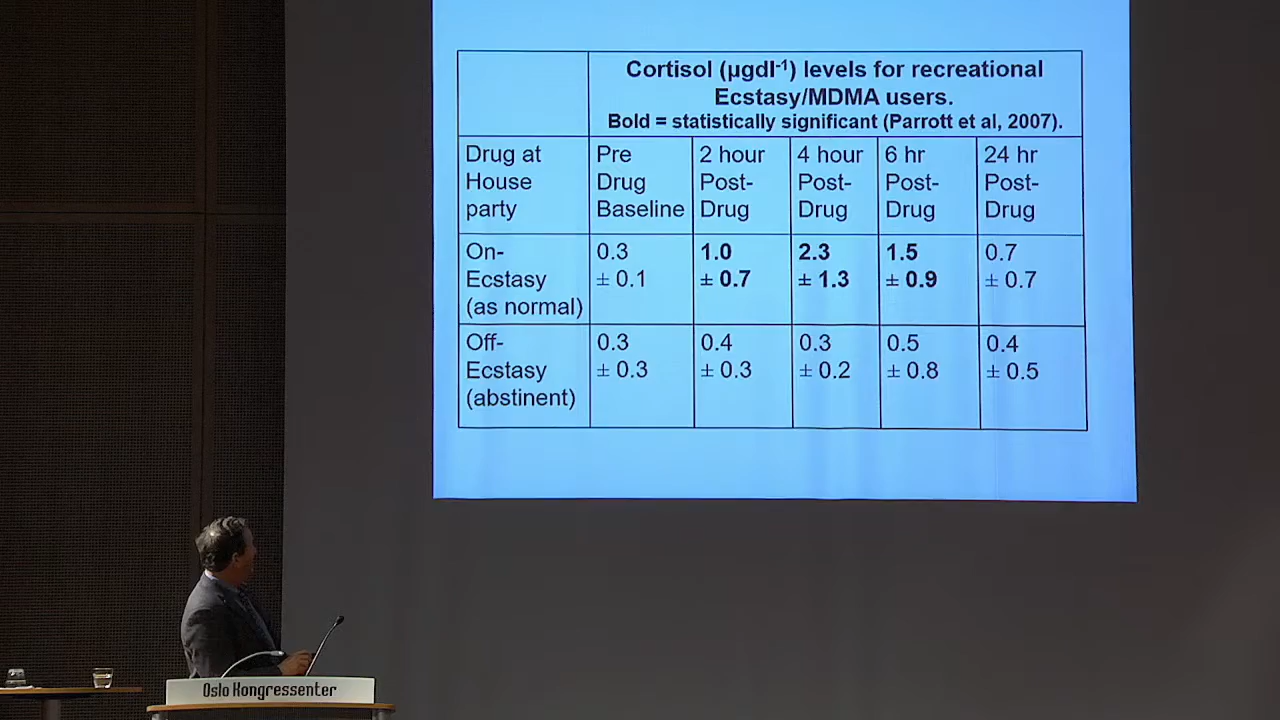 Cortisol (µgdl-1) levels for recreational
Ecstasy/MDMA users.
Bold = statistically significant (Parrott et al, 2007).
Drug at
House
party
Pre
Drug
Baseline
2 hour
Post-
Drug
4 hour
Post-
Drug
6 hr
Post-
Drug
24 hr
Post-
Drug
On-
Ecstasy
(as normal)
0.3
± 0.1
1.0
± 0.7
2.3
± 1.3
1.5
± 0.9
0.7
± 0.7
Off-
Ecstasy
(abstinent)
0.3
± 0.3
0.4
± 0.3
0.3
± 0.2
0.5
± 0.8
0.4
± 0.5
Oslo Kongressenter